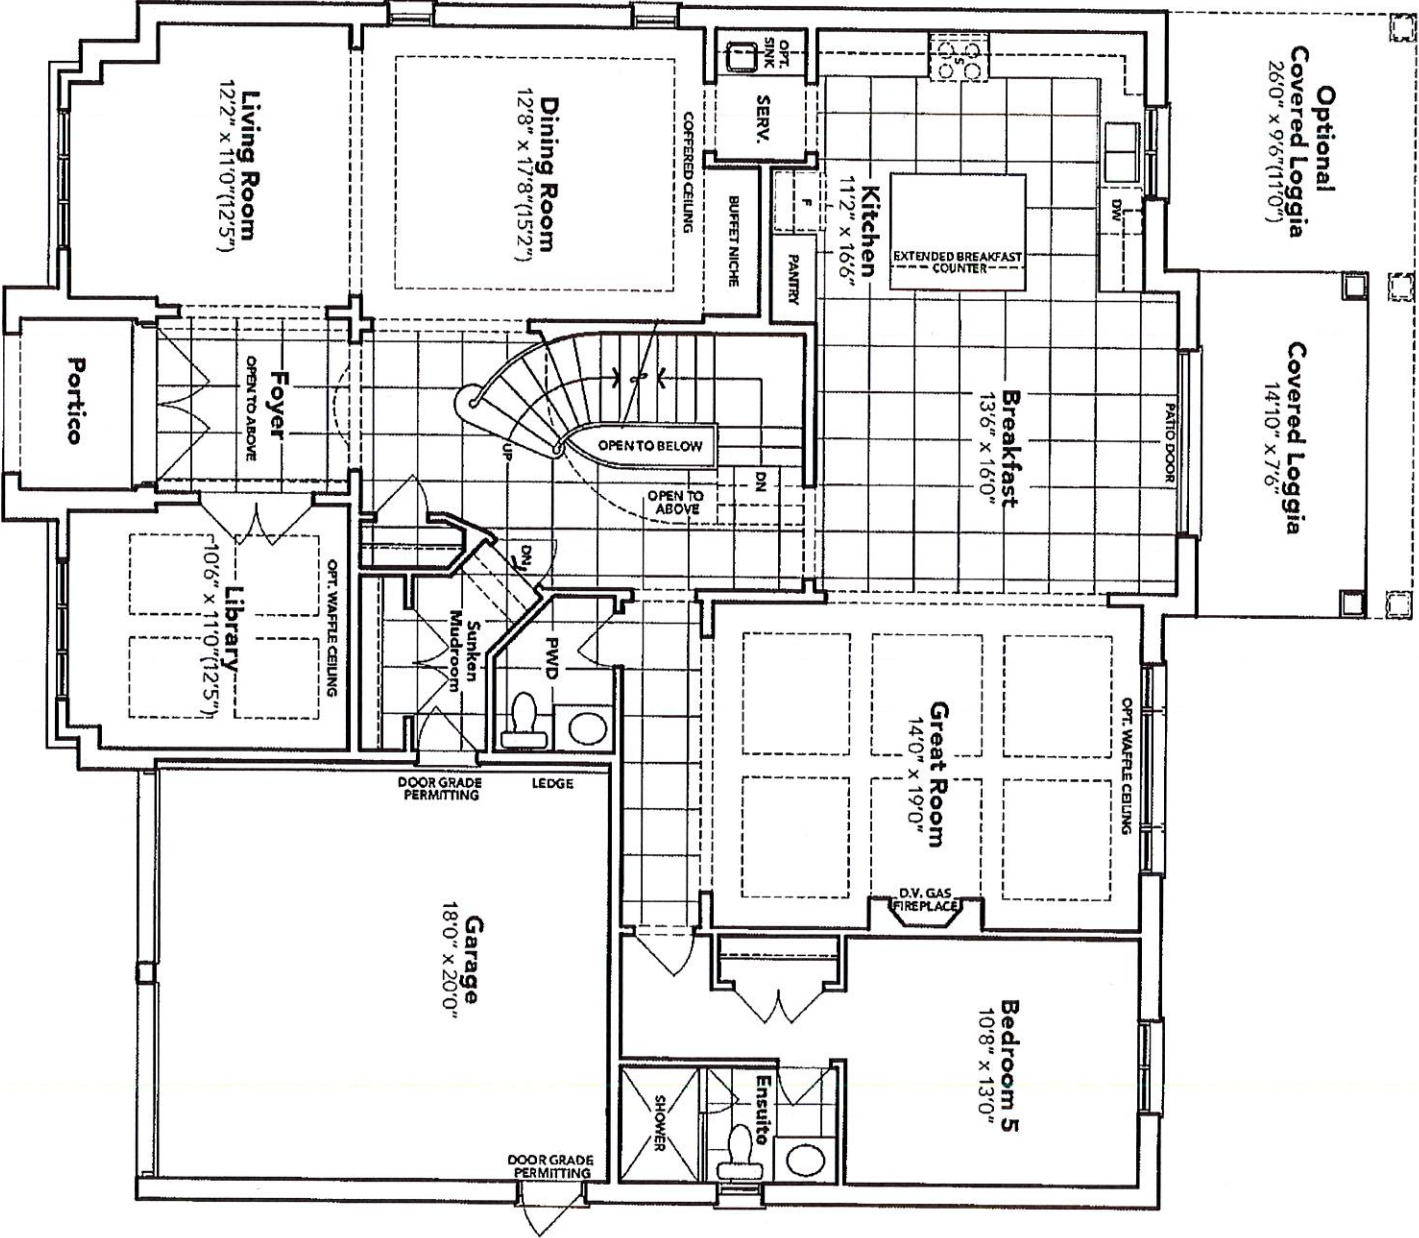 Optional
Covered Loggia
26'0" x 9'6"(11'0")
Covered Loggia
14'10" x 7'6"
OPT.
SINK
SERV.
S
DW
F
Kitchen
11'2" x 16'6"
EXTENDED BREAKFAST
COUNTER
PANTRY
BUFFET NICHE
COFFERED CEILING
Dining Room
12'8" x 17'8"(15'2")
Living Room
12'2" x 11'0"(12'5")
Breakfast
13'6" x 16'0"
PATIO DOOR
Portico
Foyer
OPEN TO ABOVE
UP
OPEN TO BELOW
DN
OPEN TO
ABOVE
DN
Library
10'6" x 11'0"(12'5")
OPT. WAFFLE CEILING
Sunken
Mudroom
PWD
Great Room
14'0" x 19'0"
OPT. WAFFLE CEILING
D.V. GAS
FIREPLACE
DOOR GRADE
PERMITTING
LEDGE
Garage
18'0" x 20'0"
DOOR GRADE
PERMITTING
Bedroom 5
10'8" x 13'0"
Ensuite
SHOWER